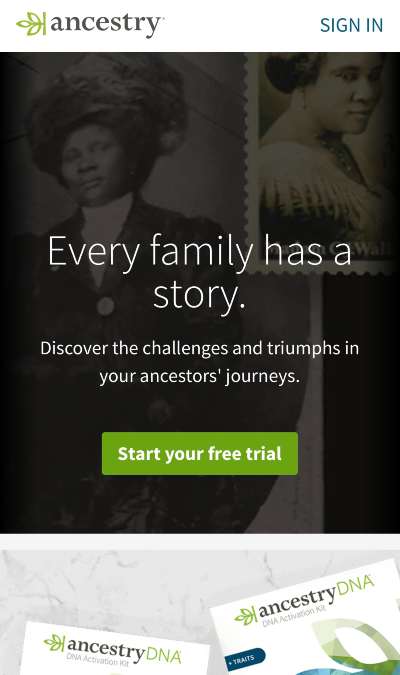 ancestry
SIGN IN
Every family has a
story.
Discover the challenges and triumphs in
your ancestors' journeys.
Start your free trial
ancestryDNA
DNA Activation Kit
+ TRAITS
ancestryDNA
DNA Activation Kit